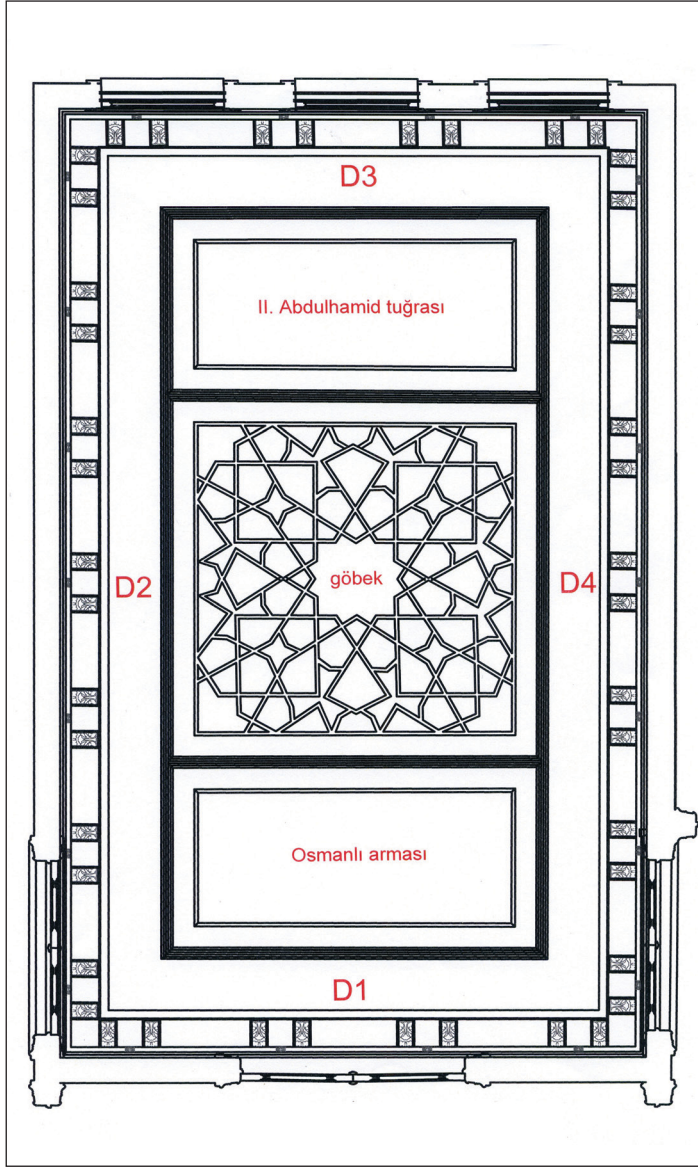 D3
II. Abdulhamid tuğrası
D2
göbek
D4
Osmanlı arması
D1